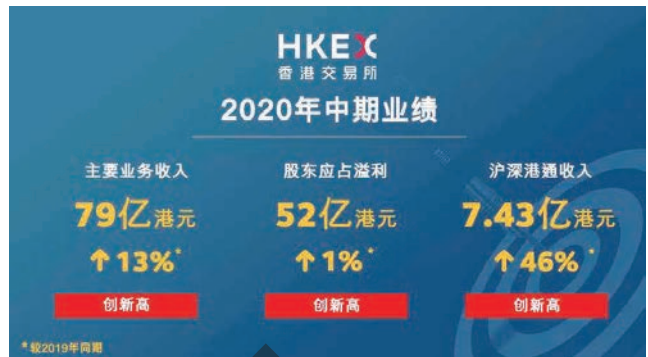 HKEX
香港交易所
2020年中期业绩
主要业务收入
79亿港元
↑13%*
创新高
股东应占溢利
52亿港元
↑1%*
创新高
沪深港通收入
7.43亿港元
↑46%*
创新高
*较2019年同期